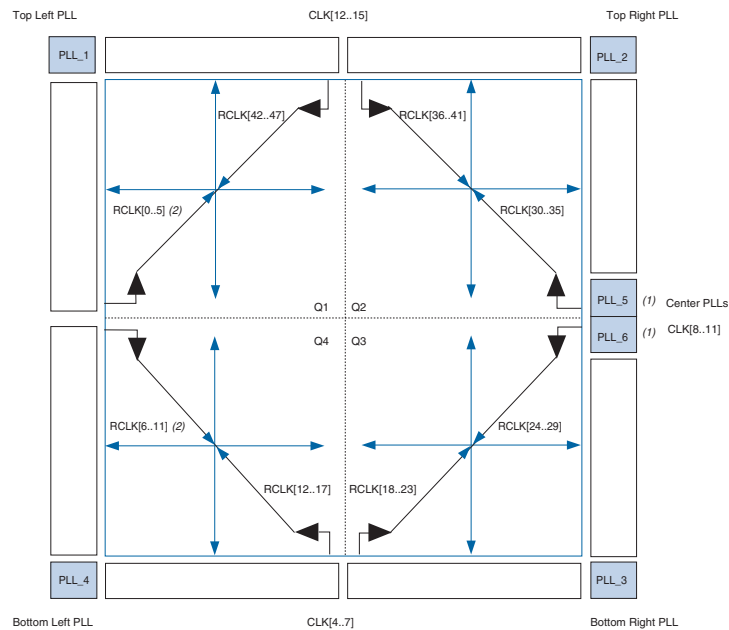 Top Left PLL
CLK[12..15]
Top Right PLL
PLL_1
PLL_2
RCLK[42..47]
RCLK[36..41]
RCLK[0..5] (2)
RCLK[30..35]
Q1
Q2
PLL_5
(1)
Center PLLs
Q4
Q3
PLL_6
(1)
CLK[8..11]
RCLK[6..11] (2)
RCLK[24..29]
RCLK[12..17]
RCLK[18..23]
PLL_4
PLL_3
Bottom Left PLL
CLK[4..7]
Bottom Right PLL